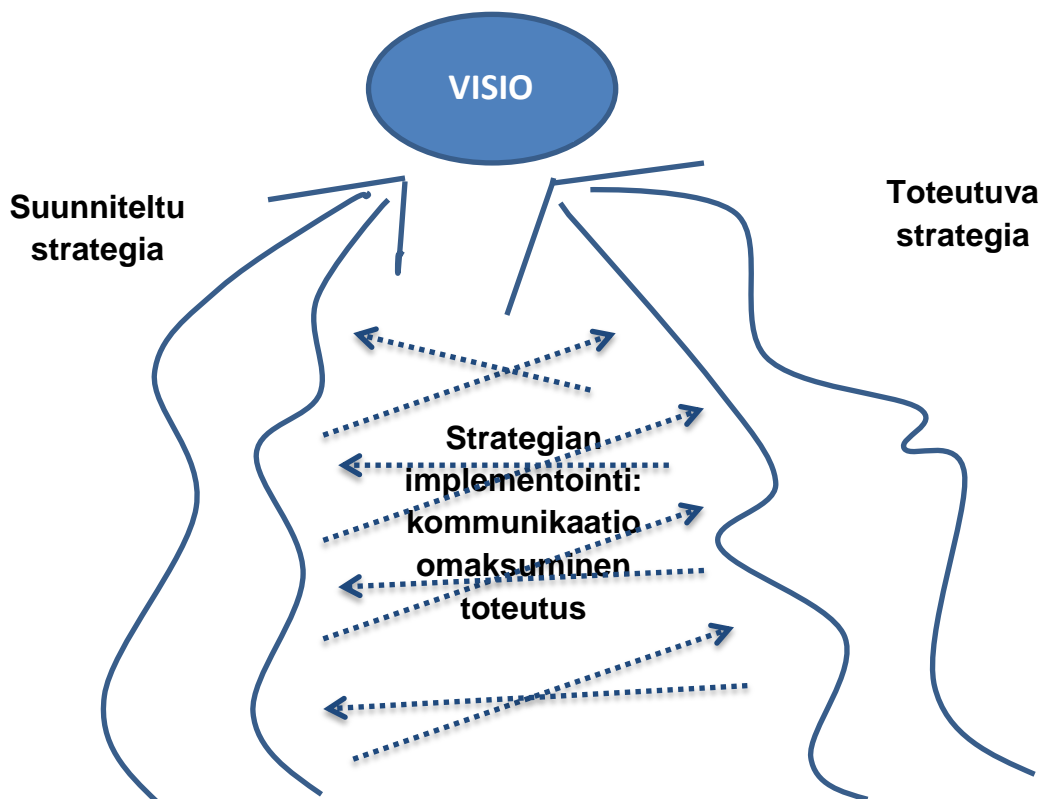 VISIO
Suunniteltu
strategia
Toteutuva
strategia
Strategian
implementointi:
kommunikaatio
omaksuminen
toteutus